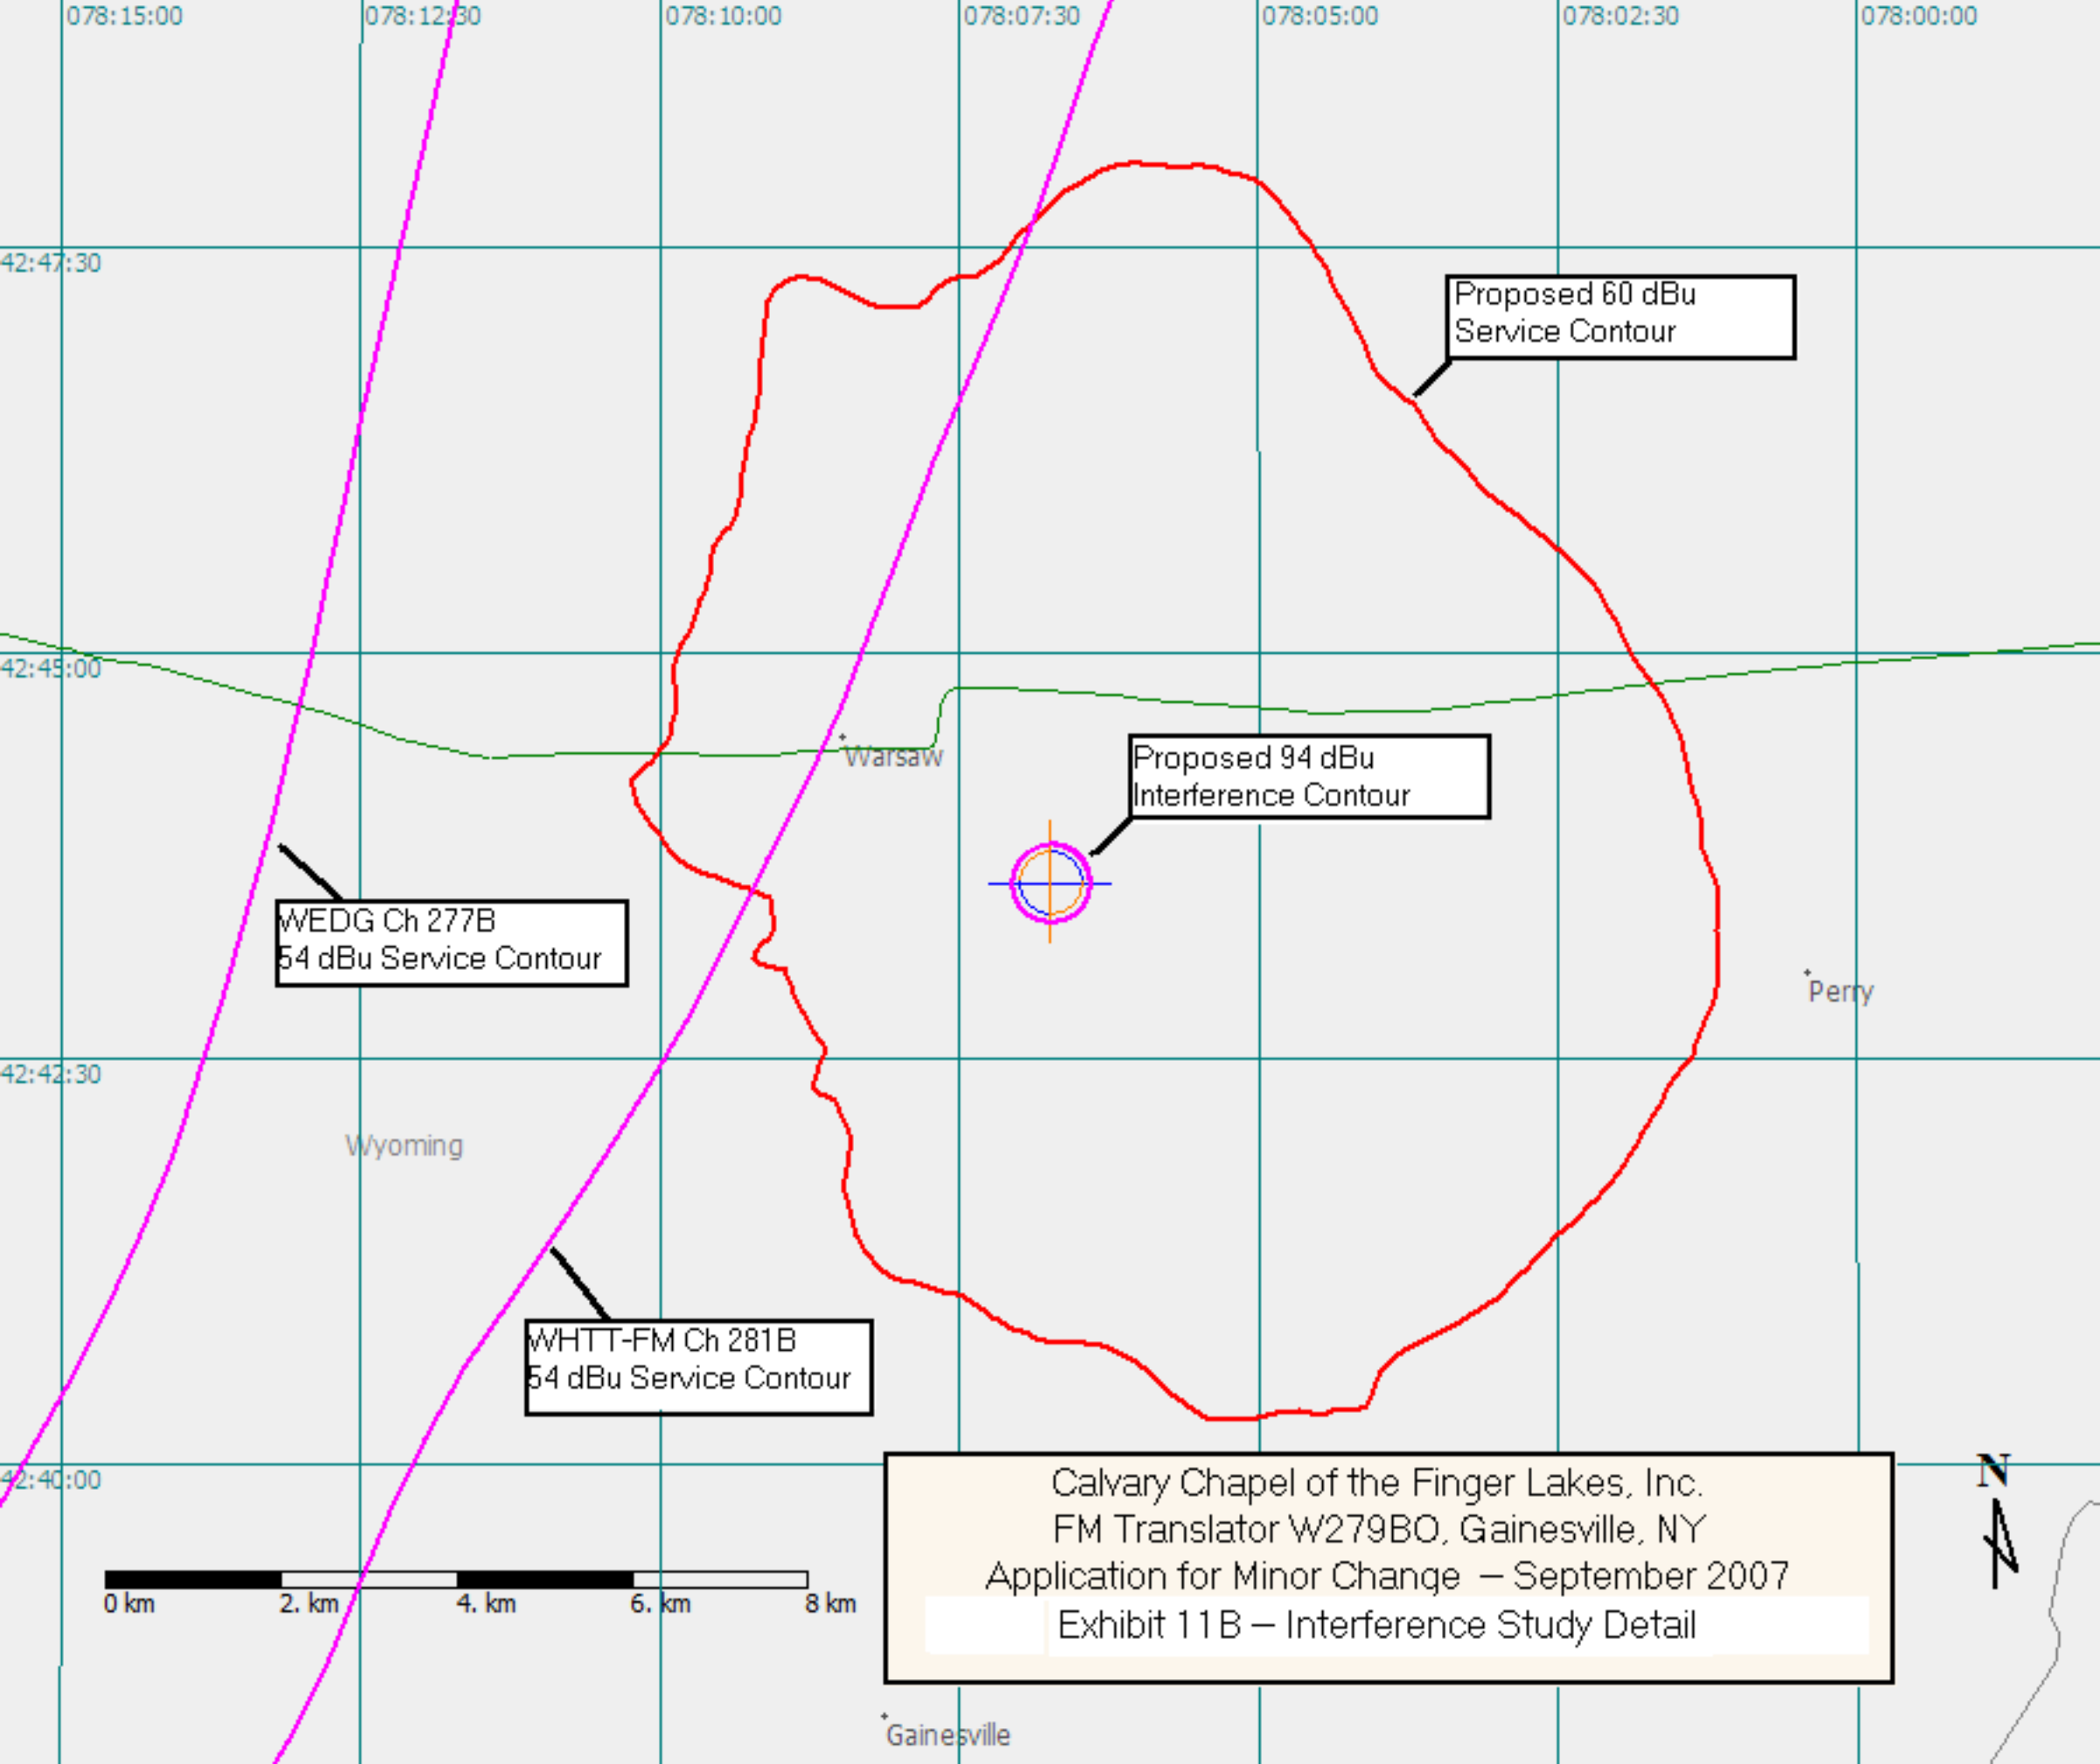 078:15:00
078:12:30
078:10:00
078:07:30
078:05:00
078:02:30
078:00:00
42:47:30
Proposed 60 dBu
Service Contour
42:45:00
Warsaw
Proposed 94 dBu
Interference Contour
WEDG Ch 277B
54 dBu Service Contour
Perry
42:42:30
Wyoming
WHTT-FM Ch 281B
54 dBu Service Contour
42:40:00
N
Calvary Chapel of the Finger Lakes, Inc.
FM Translator W279BO, Gainesville, NY
Application for Minor Change – September 2007
Exhibit 11B – Interference Study Detail
0 km 2. km 4. km 6. km 8 km
Gainesville